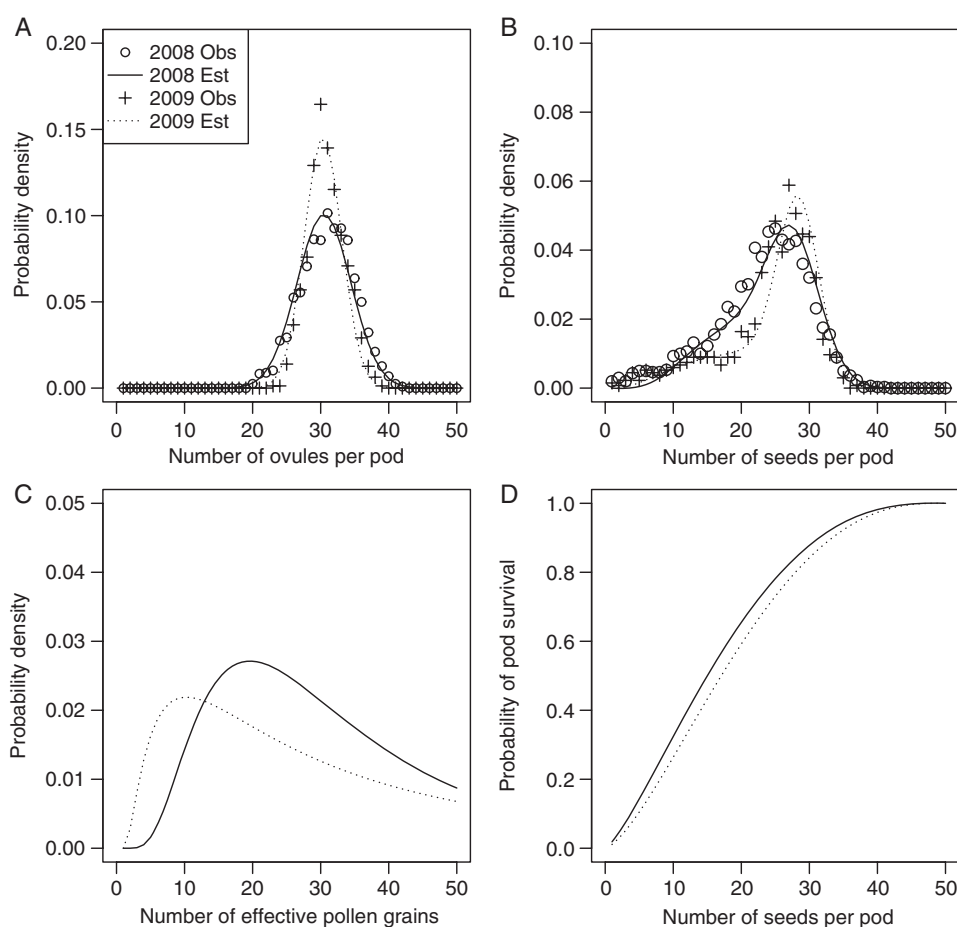 A
0.20
0.15
0.10
0.05
0.00
Probability density
0 10 20 30 40 50
Number of ovules per pod
2008 Obs
2008 Est
2009 Obs
2009 Est
B
0.10
0.08
0.06
0.04
0.02
0.00
Probability density
0 10 20 30 40 50
Number of seeds per pod
C
0.05
0.04
0.03
0.02
0.01
0.00
Probability density
0 10 20 30 40 50
Number of effective pollen grains
D
1.0
0.8
0.6
0.4
0.2
0.0
Probability of pod survival
0 10 20 30 40 50
Number of seeds per pod